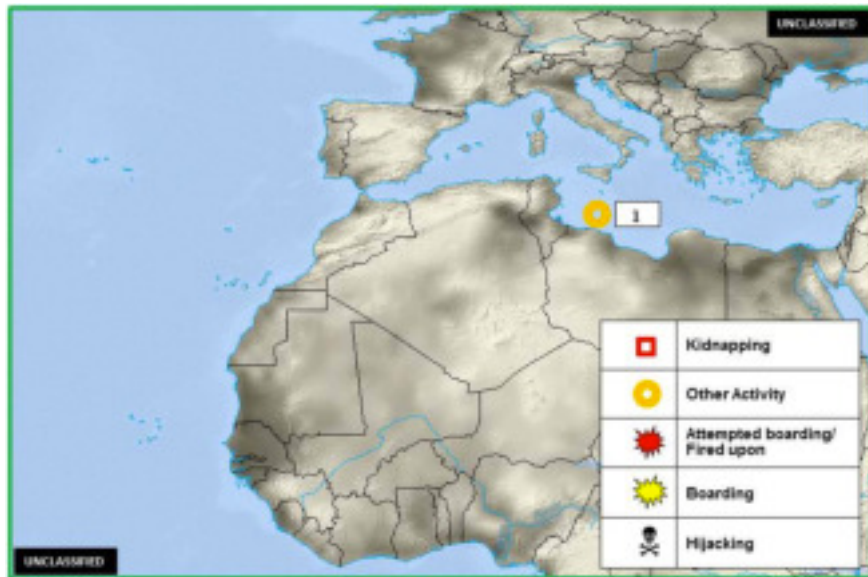 UNCLASSIFIED
1
Kidnapping
Other Activity
Attempted boarding/
Fired upon
Boarding
Hijacking
UNCLASSIFIED